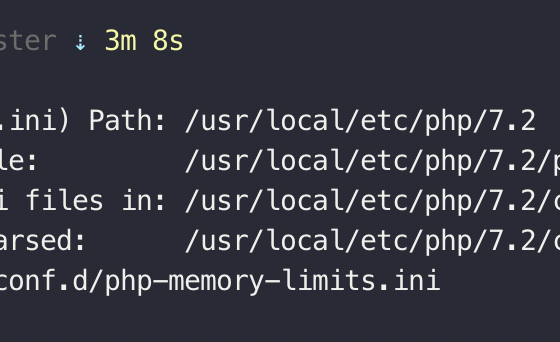 ster ⇣ 3m 8s
.ini) Path: /usr/local/etc/php/7.2
le: /usr/local/etc/php/7.2/p
i files in: /usr/local/etc/php/7.2/c
arsed: /usr/local/etc/php/7.2/c
conf.d/php-memory-limits.ini